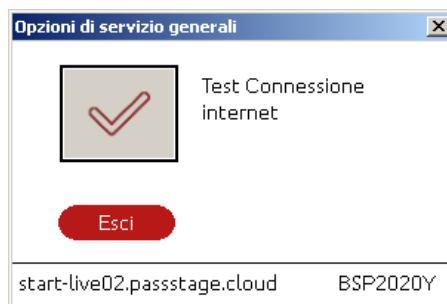 Opzioni di servizio generali
Test Connessione
internet
Esci
start-live02.passstage.cloud BSP2020Y